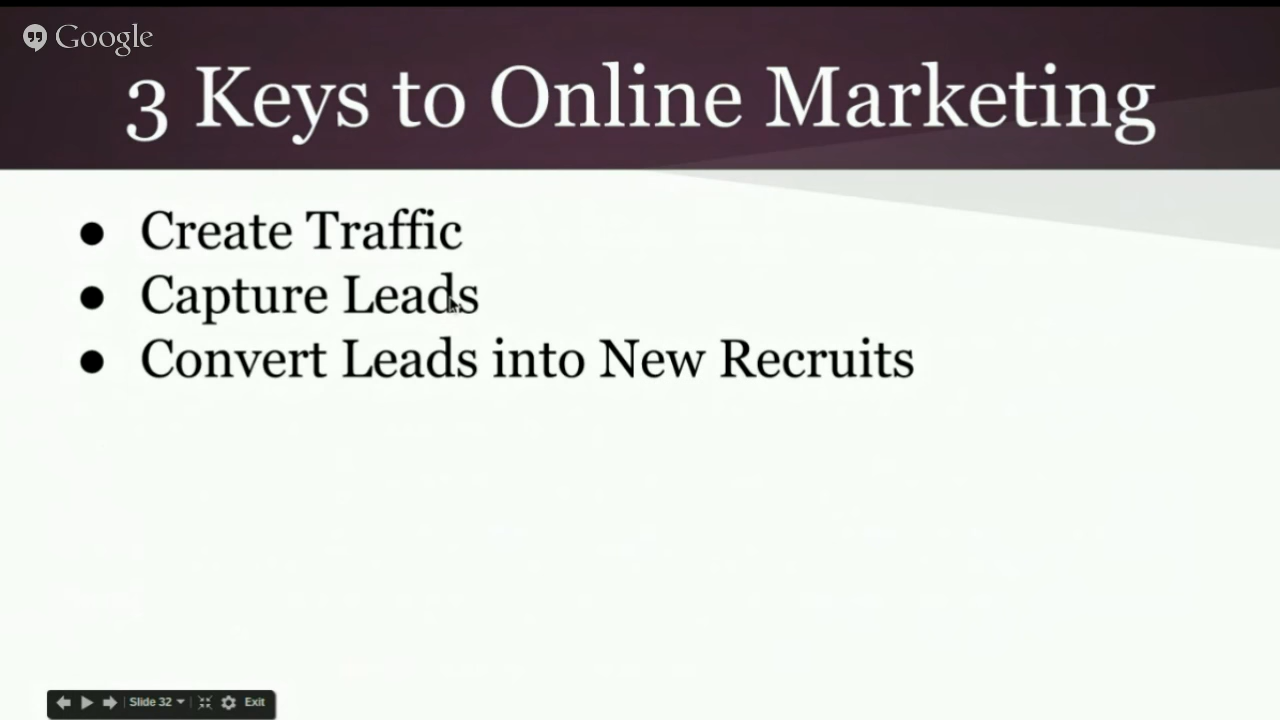 Google
3 Keys to Online Marketing
● Create Traffic
● Capture Leads
● Convert Leads into New Recruits
Slide 32 Exit